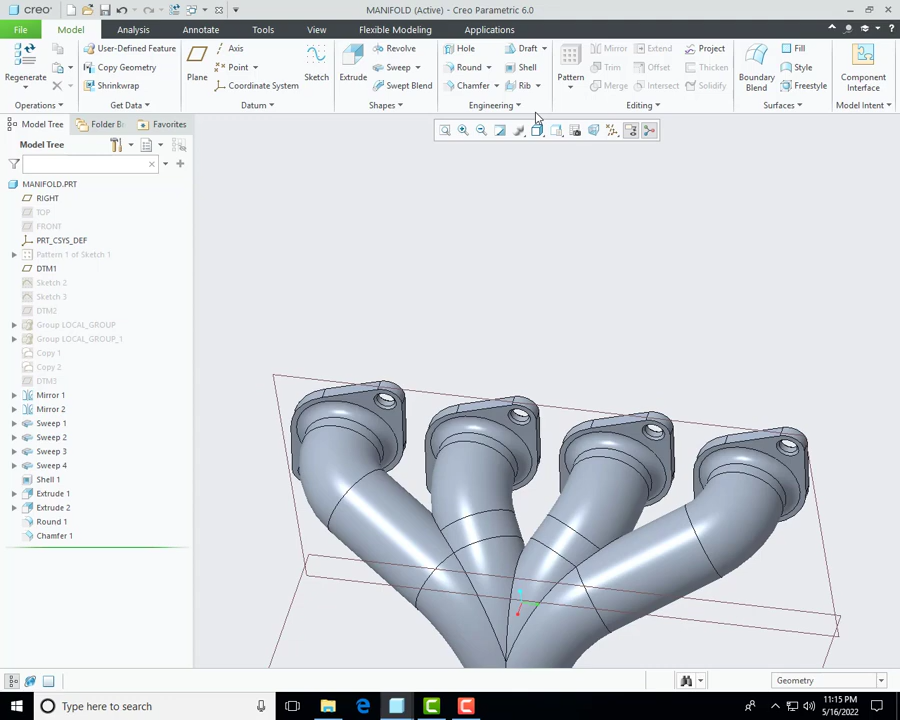 creo
MANIFOLD (Active) - Creo Parametric 6.0
File Model Analysis Annotate Tools View Flexible Modeling Applications
Regenerate
User-Defined Feature
Copy Geometry
Shrinkwrap
Plane
Axis
Point
Coordinate System
Sketch
Extrude
Revolve
Sweep
Swept Blend
Hole
Round
Chamfer
Draft
Shell
Rib
Pattern
Mirror
Trim
Merge
Extend
Offset
Intersect
Project
Thicken
Solidify
Boundary
Blend
Fill
Style
Freestyle
Component
Interface
Operations Get Data Datum Shapes Engineering Editing Surfaces Model Intent
Model Tree Folder B Favorites
Model Tree
MANIFOLD.PRT
RIGHT
TOP
FRONT
PRT_CSYS_DEF
Pattern 1 of Sketch 1
DTM1
Sketch 2
Sketch 3
DTM2
Group LOCAL_GROUP
Group LOCAL_GROUP_1
Copy 1
Copy 2
DTM3
Mirror 1
Mirror 2
Sweep 1
Sweep 2
Sweep 3
Sweep 4
Shell 1
Extrude 1
Extrude 2
Round 1
Chamfer 1
Geometry
Type here to search
11:15 PM
5/16/2022